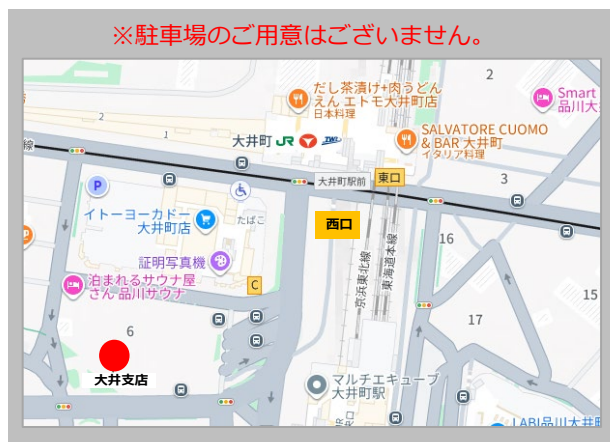 ※駐車場のご用意はございません。
2
だし茶漬け+肉うどん
えん エトモ大井町店
日本料理
Smart
品川大
2
1
大井町 JR TWR
SALVATORE CUOMO
& BAR 大井町
イタリア料理
線
大井町駅前
東口
3
P
イトーヨーカドー
大井町店
たばこ
西口
16
証明写真機
京浜東北線
東海道本線
泊まれるサウナ屋
さん 品川サウナ
C
15
6
17
大井支店
マルチエキューブ
大井町駅
LABI品川大井町